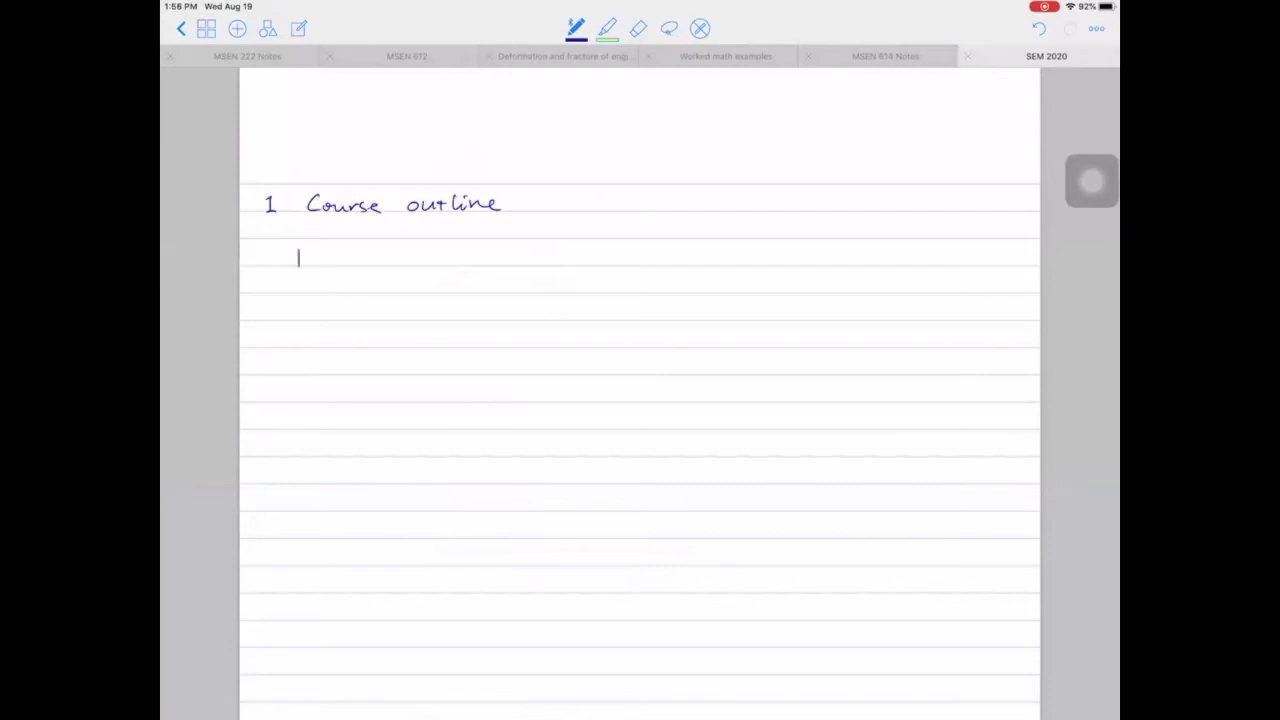 1:56 PM Wed Aug 19 92%
MSEN 222 Notes MSEN 612 Deformation and fracture of engi Worked math examples MSEN 614 Notes SEM 2020
1 Course outline